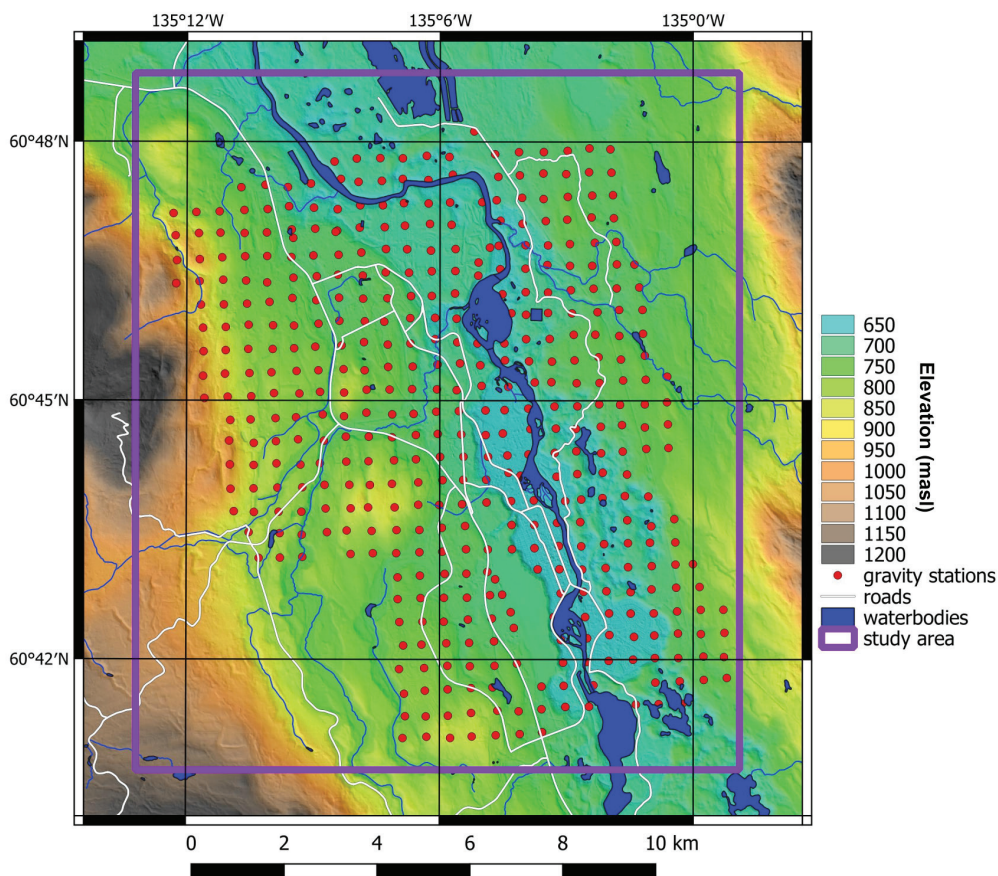 135°12'W
135°6'W
135°0'W
60°48'N
60°45'N
60°42'N
650
700
750
800
850
900
950
1000
1050
1100
1150
1200
Elevation (masl)
gravity stations
roads
waterbodies
study area
0 2 4 6 8 10 km